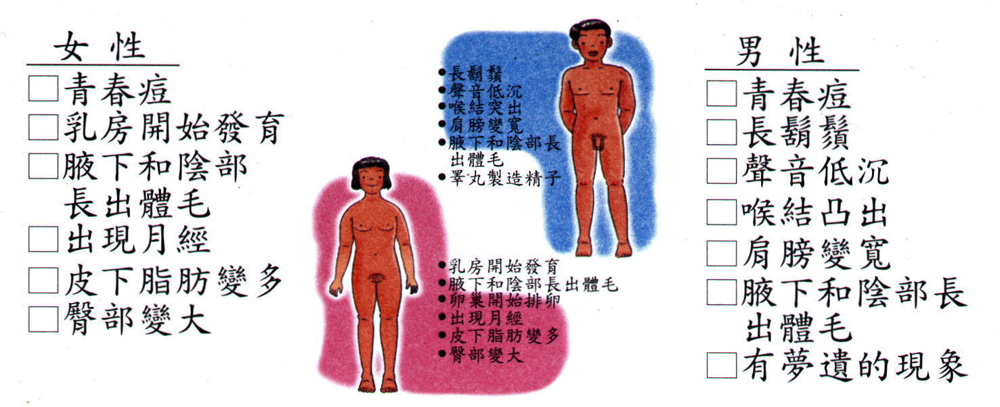 女性
□青春痘
□乳房開始發育
□腋下和陰部
長出體毛
□出現月經
□皮下脂肪變多
□臀部變大
•長鬍鬚
•聲音低沉
•喉結突出
•肩膀變寬
•腋下和陰部長
出體毛
•睪丸製造精子
•乳房開始發育
•腋下和陰部長出體毛
•卵巢開始排卵
•出現月經
•皮下脂肪變多
•臀部變大
男性
□青春痘
□長鬍鬚
□聲音低沉
□喉結凸出
□肩膀變寬
□腋下和陰部長
出體毛
□有夢遺的現象